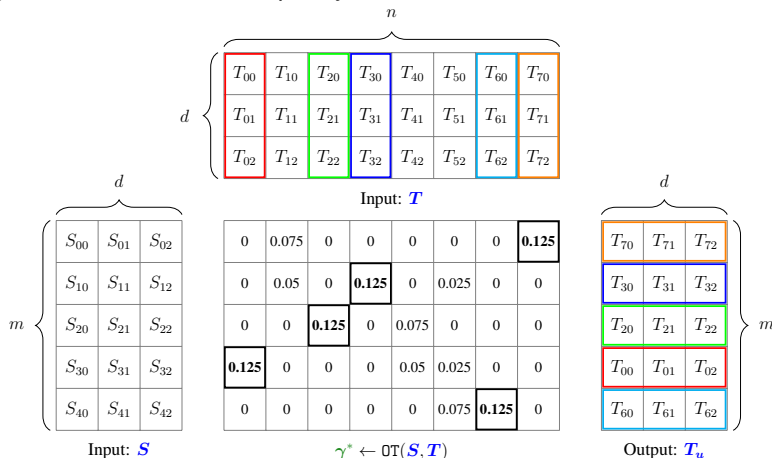 n
d
T00 T10 T20 T30 T40 T50 T60 T70
T01 T11 T21 T31 T41 T51 T61 T71
T02 T12 T22 T32 T42 T52 T62 T72
Input: T
d
m
S00 S01 S02
S10 S11 S12
S20 S21 S22
S30 S31 S32
S40 S41 S42
Input: S
0 0.075 0 0 0 0 0 0.125
0 0.05 0 0.125 0 0.025 0 0
0 0 0.125 0 0.075 0 0 0
0.125 0 0 0 0.05 0.025 0 0
0 0 0 0 0 0.075 0.125 0
γ* ← OT(S, T)
d
T70 T71 T72
T30 T31 T32
T20 T21 T22
T00 T01 T02
T60 T61 T62
m
Output: Tu